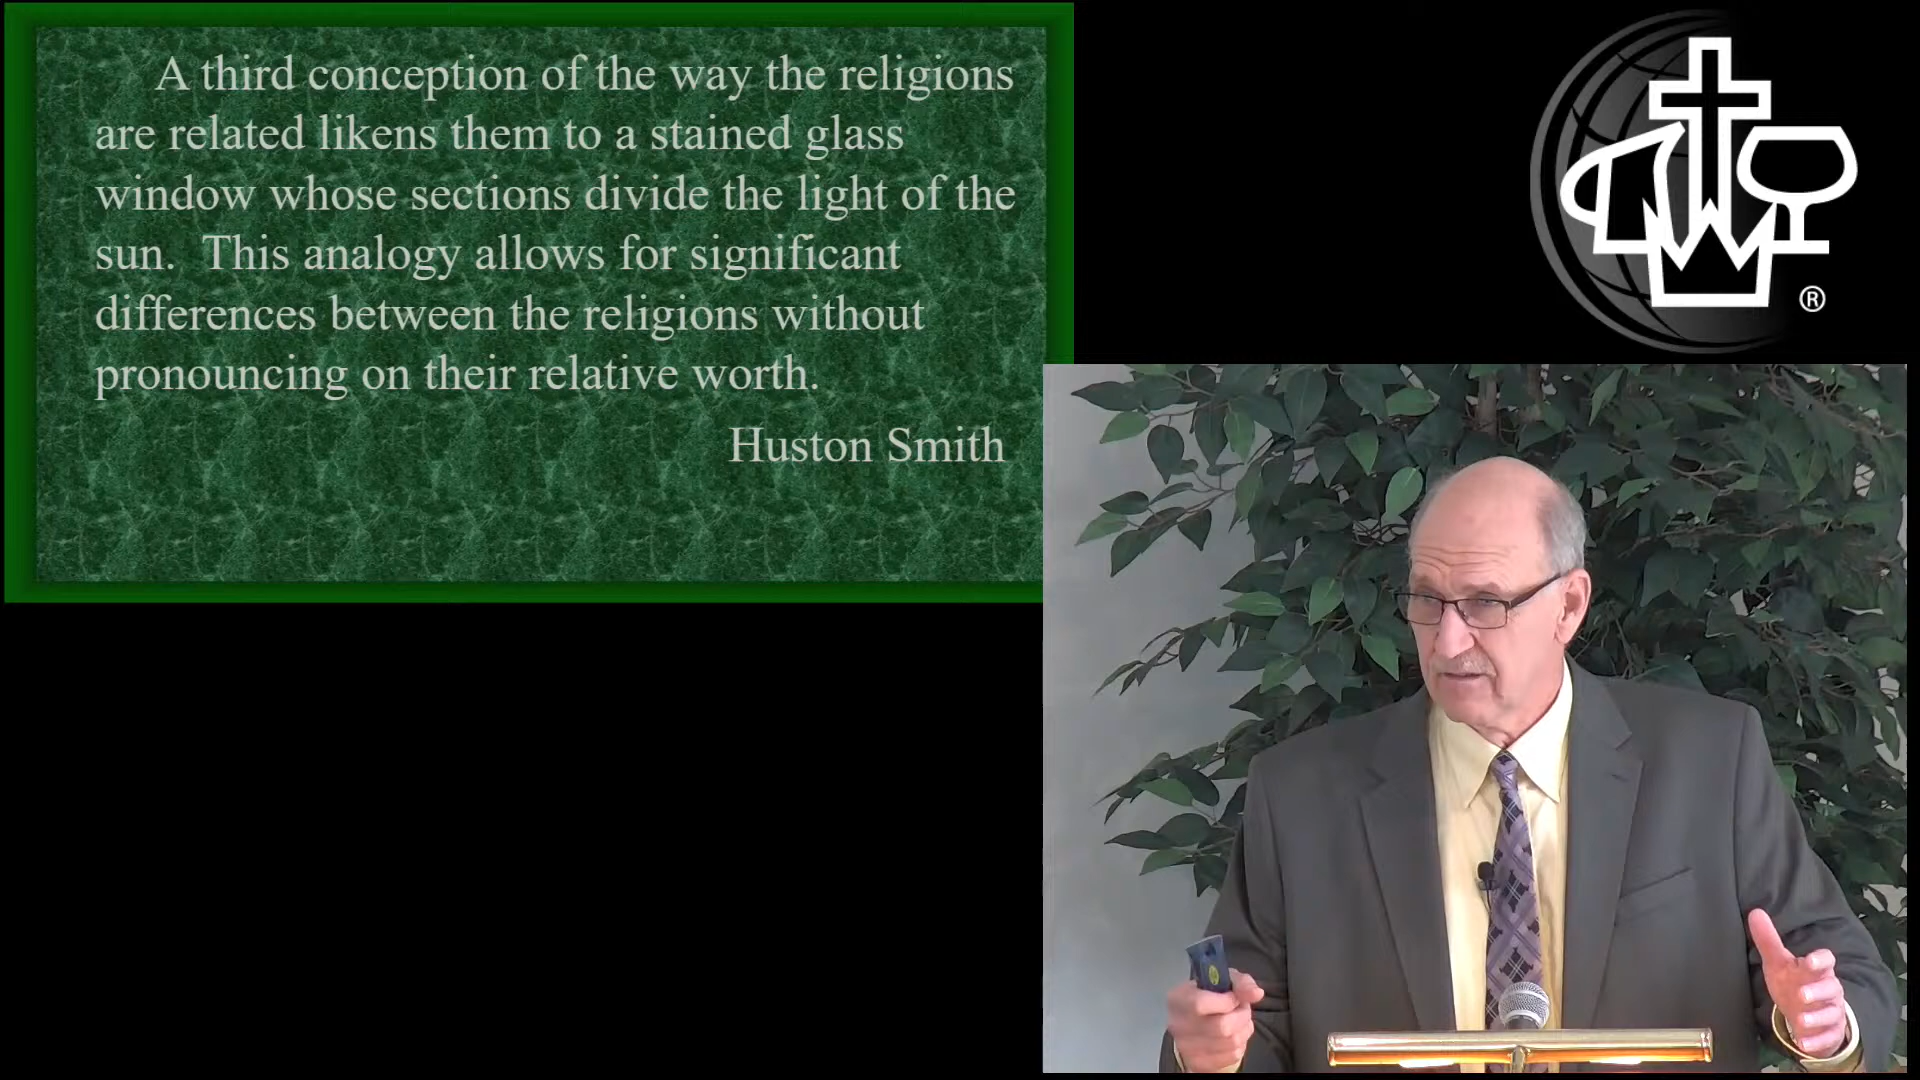 A third conception of the way the religions
are related likens them to a stained glass
window whose sections divide the light of the
sun.  This analogy allows for significant
differences between the religions without
pronouncing on their relative worth.
Huston Smith
®